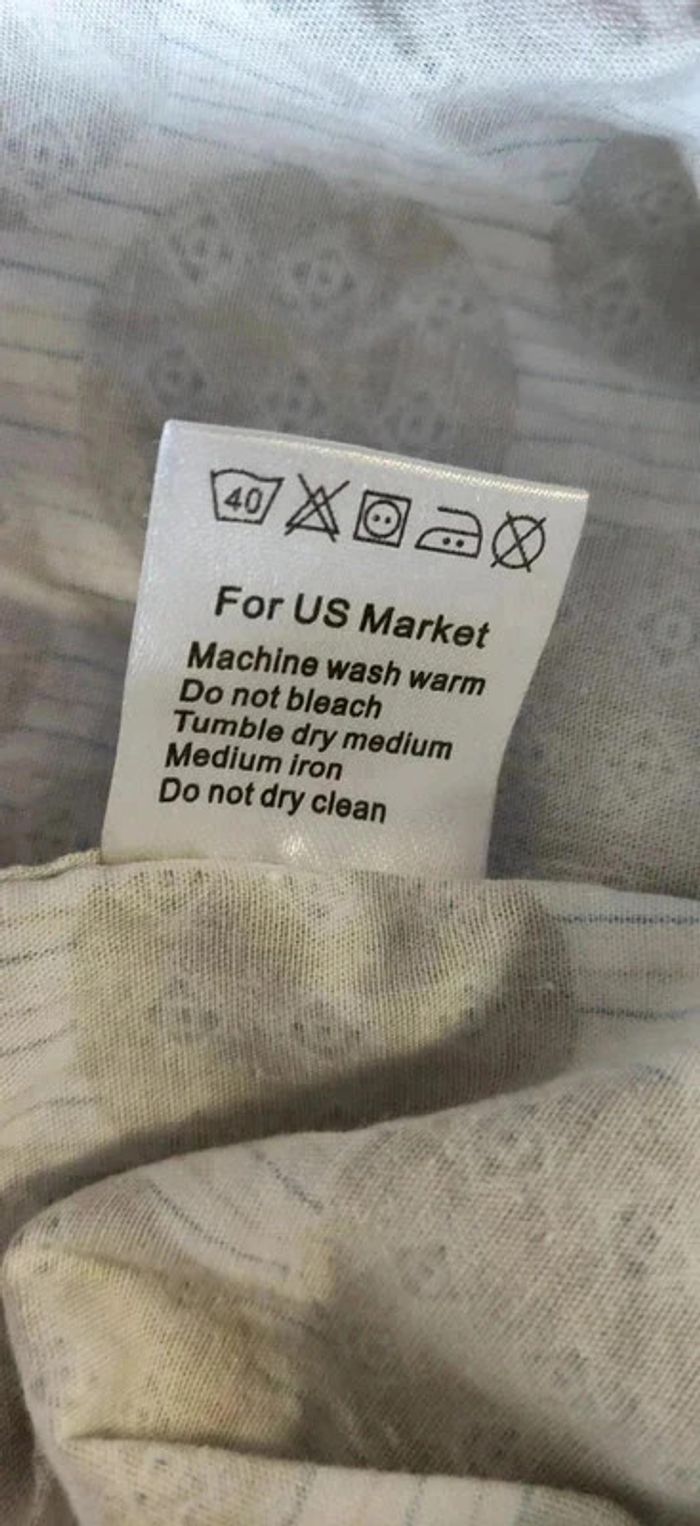 40
For US Market
Machine wash warm
Do not bleach
Tumble dry medium
Medium iron
Do not dry clean